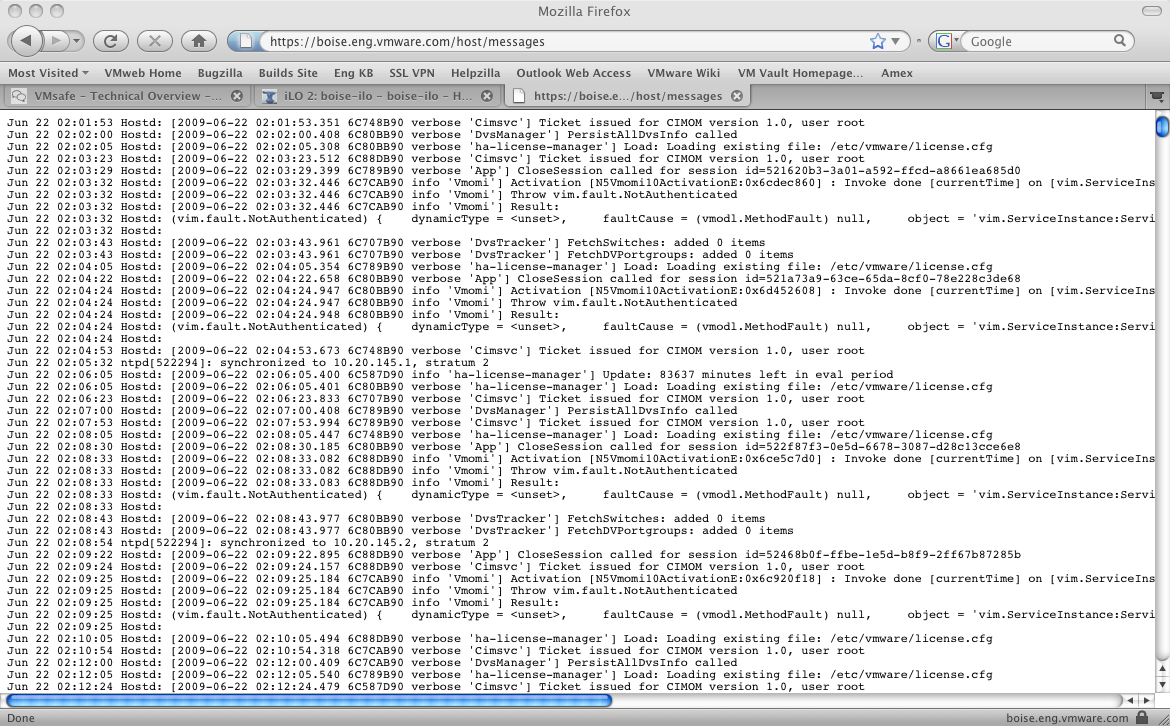 Mozilla Firefox
https://boise.eng.vmware.com/host/messages
G Google
Most Visited VMweb Home Bugzilla Builds Site Eng KB SSL VPN Helpzilla Outlook Web Access VMware Wiki VM Vault Homepage... Amex
VMsafe – Technical Overview –... iLO 2: boise-ilo – boise-ilo – H... https://boise.e.../host/messages
Jun 22 02:01:53 Hostd: [2009-06-22 02:01:53.351 6C748B90 verbose 'Cimsvc'] Ticket issued for CIMOM version 1.0, user root
Jun 22 02:02:00 Hostd: [2009-06-22 02:02:00.408 6C80BB90 verbose 'DvsManager'] PersistAllDvsInfo called
Jun 22 02:02:05 Hostd: [2009-06-22 02:02:05.308 6C80BB90 verbose 'ha-license-manager'] Load: Loading existing file: /etc/vmware/license.cfg
Jun 22 02:03:23 Hostd: [2009-06-22 02:03:23.512 6C88DB90 verbose 'Cimsvc'] Ticket issued for CIMOM version 1.0, user root
Jun 22 02:03:29 Hostd: [2009-06-22 02:03:29.399 6C789B90 verbose 'App'] CloseSession called for session id=521620b3-3a01-a592-ffcd-a8661ea685d0
Jun 22 02:03:32 Hostd: [2009-06-22 02:03:32.446 6C7CAB90 info 'Vmomi'] Activation [N5Vmomi10ActivationE:0x6cdec860] : Invoke done [currentTime] on [vim.ServiceIns
Jun 22 02:03:32 Hostd: [2009-06-22 02:03:32.446 6C7CAB90 verbose 'Vmomi'] Throw vim.fault.NotAuthenticated
Jun 22 02:03:32 Hostd: [2009-06-22 02:03:32.446 6C7CAB90 info 'Vmomi'] Result:
Jun 22 02:03:32 Hostd: (vim.fault.NotAuthenticated) { dynamicType = <unset>, faultCause = (vmodl.MethodFault) null, object = 'vim.ServiceInstance:Servi
Jun 22 02:03:32 Hostd:
Jun 22 02:03:43 Hostd: [2009-06-22 02:03:43.961 6C707B90 verbose 'DvsTracker'] FetchSwitches: added 0 items
Jun 22 02:03:43 Hostd: [2009-06-22 02:03:43.961 6C707B90 verbose 'DvsTracker'] FetchDVPortgroups: added 0 items
Jun 22 02:04:05 Hostd: [2009-06-22 02:04:05.354 6C789B90 verbose 'ha-license-manager'] Load: Loading existing file: /etc/vmware/license.cfg
Jun 22 02:04:22 Hostd: [2009-06-22 02:04:22.658 6C80BB90 verbose 'App'] CloseSession called for session id=521a73a9-63ce-65da-8cf0-78e228c3de68
Jun 22 02:04:24 Hostd: [2009-06-22 02:04:24.947 6C80BB90 info 'Vmomi'] Activation [N5Vmomi10ActivationE:0x6d452608] : Invoke done [currentTime] on [vim.ServiceIns
Jun 22 02:04:24 Hostd: [2009-06-22 02:04:24.947 6C80BB90 verbose 'Vmomi'] Throw vim.fault.NotAuthenticated
Jun 22 02:04:24 Hostd: [2009-06-22 02:04:24.948 6C80BB90 info 'Vmomi'] Result:
Jun 22 02:04:24 Hostd: (vim.fault.NotAuthenticated) { dynamicType = <unset>, faultCause = (vmodl.MethodFault) null, object = 'vim.ServiceInstance:Servi
Jun 22 02:04:24 Hostd:
Jun 22 02:04:53 Hostd: [2009-06-22 02:04:53.673 6C748B90 verbose 'Cimsvc'] Ticket issued for CIMOM version 1.0, user root
Jun 22 02:05:32 ntpd[522294]: synchronized to 10.20.145.1, stratum 2
Jun 22 02:06:05 Hostd: [2009-06-22 02:06:05.400 6C587D90 info 'ha-license-manager'] Update: 83637 minutes left in eval period
Jun 22 02:06:05 Hostd: [2009-06-22 02:06:05.401 6C80BB90 verbose 'ha-license-manager'] Load: Loading existing file: /etc/vmware/license.cfg
Jun 22 02:06:23 Hostd: [2009-06-22 02:06:23.833 6C707B90 verbose 'Cimsvc'] Ticket issued for CIMOM version 1.0, user root
Jun 22 02:07:00 Hostd: [2009-06-22 02:07:00.408 6C789B90 verbose 'DvsManager'] PersistAllDvsInfo called
Jun 22 02:07:53 Hostd: [2009-06-22 02:07:53.994 6C789B90 verbose 'Cimsvc'] Ticket issued for CIMOM version 1.0, user root
Jun 22 02:08:05 Hostd: [2009-06-22 02:08:05.447 6C748B90 verbose 'ha-license-manager'] Load: Loading existing file: /etc/vmware/license.cfg
Jun 22 02:08:30 Hostd: [2009-06-22 02:08:30.185 6C80BB90 verbose 'App'] CloseSession called for session id=522f87f3-0e5d-6678-3087-d28c13cce6e8
Jun 22 02:08:33 Hostd: [2009-06-22 02:08:33.082 6C88DB90 info 'Vmomi'] Activation [N5Vmomi10ActivationE:0x6ce5c7d0] : Invoke done [currentTime] on [vim.ServiceIns
Jun 22 02:08:33 Hostd: [2009-06-22 02:08:33.082 6C88DB90 verbose 'Vmomi'] Throw vim.fault.NotAuthenticated
Jun 22 02:08:33 Hostd: [2009-06-22 02:08:33.083 6C88DB90 info 'Vmomi'] Result:
Jun 22 02:08:33 Hostd: (vim.fault.NotAuthenticated) { dynamicType = <unset>, faultCause = (vmodl.MethodFault) null, object = 'vim.ServiceInstance:Servi
Jun 22 02:08:33 Hostd:
Jun 22 02:08:43 Hostd: [2009-06-22 02:08:43.977 6C80BB90 verbose 'DvsTracker'] FetchSwitches: added 0 items
Jun 22 02:08:43 Hostd: [2009-06-22 02:08:43.977 6C80BB90 verbose 'DvsTracker'] FetchDVPortgroups: added 0 items
Jun 22 02:08:54 ntpd[522294]: synchronized to 10.20.145.2, stratum 2
Jun 22 02:09:22 Hostd: [2009-06-22 02:09:22.895 6C88DB90 verbose 'App'] CloseSession called for session id=52468b0f-ffbe-1e5d-b8f9-2ff67b87285b
Jun 22 02:09:24 Hostd: [2009-06-22 02:09:24.157 6C88DB90 verbose 'Cimsvc'] Ticket issued for CIMOM version 1.0, user root
Jun 22 02:09:25 Hostd: [2009-06-22 02:09:25.184 6C7CAB90 info 'Vmomi'] Activation [N5Vmomi10ActivationE:0x6c920f18] : Invoke done [currentTime] on [vim.ServiceIns
Jun 22 02:09:25 Hostd: [2009-06-22 02:09:25.184 6C7CAB90 verbose 'Vmomi'] Throw vim.fault.NotAuthenticated
Jun 22 02:09:25 Hostd: [2009-06-22 02:09:25.184 6C7CAB90 info 'Vmomi'] Result:
Jun 22 02:09:25 Hostd: (vim.fault.NotAuthenticated) { dynamicType = <unset>, faultCause = (vmodl.MethodFault) null, object = 'vim.ServiceInstance:Servi
Jun 22 02:09:25 Hostd:
Jun 22 02:10:05 Hostd: [2009-06-22 02:10:05.494 6C88DB90 verbose 'ha-license-manager'] Load: Loading existing file: /etc/vmware/license.cfg
Jun 22 02:10:54 Hostd: [2009-06-22 02:10:54.318 6C7CAB90 verbose 'Cimsvc'] Ticket issued for CIMOM version 1.0, user root
Jun 22 02:12:00 Hostd: [2009-06-22 02:12:00.409 6C7CAB90 verbose 'DvsManager'] PersistAllDvsInfo called
Jun 22 02:12:05 Hostd: [2009-06-22 02:12:05.540 6C789B90 verbose 'ha-license-manager'] Load: Loading existing file: /etc/vmware/license.cfg
Jun 22 02:12:24 Hostd: [2009-06-22 02:12:24.479 6C587D90 verbose 'Cimsvc'] Ticket issued for CIMOM version 1.0, user root
Done boise.eng.vmware.com